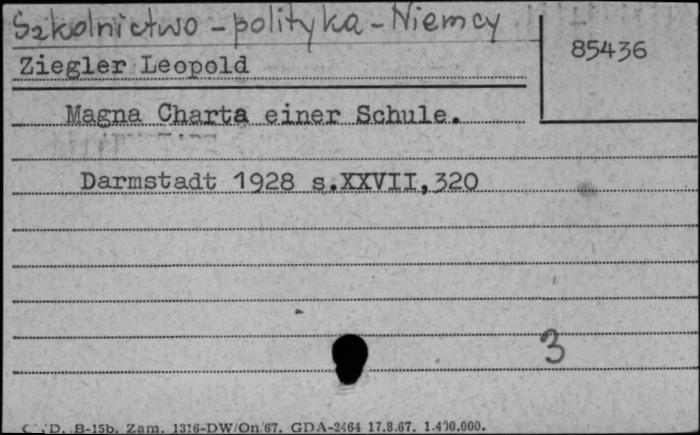 Szkolnictwo - polityka - Niemcy
85436
Ziegler Leopold
Magna Charta einer Schule.
Darmstadt 1928 s.XXVII,320
3
D. B-15b. Zam. 1316-DW/On/67. GDA-2464 17.8.67. 1.400.000.